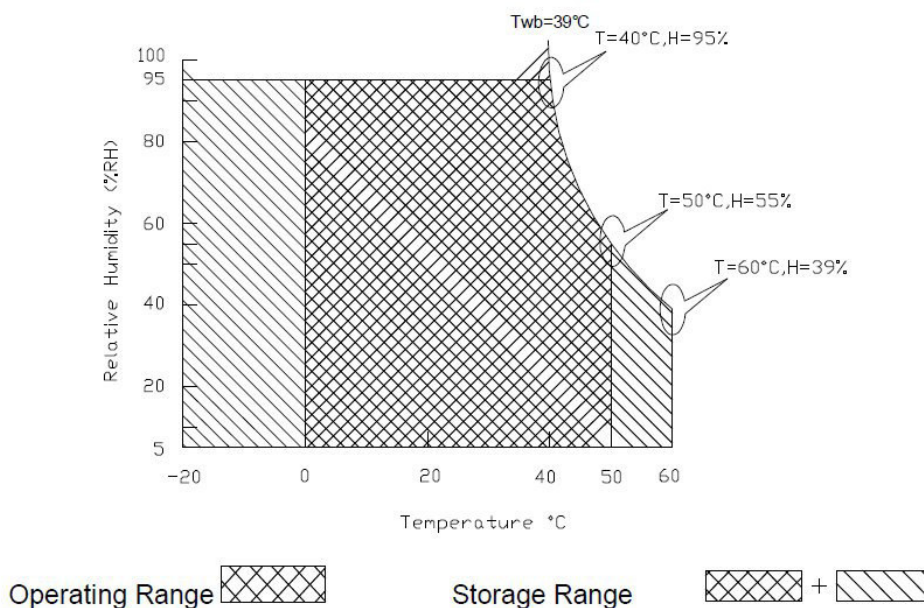 Twb=39°C
T=40°C,H=95%
100
95
80
60
40
20
5
Relative Humidity (%RH)
T=50°C,H=55%
T=60°C,H=39%
-20 0 20 40 50 60
Temperature °C
Operating Range Storage Range +